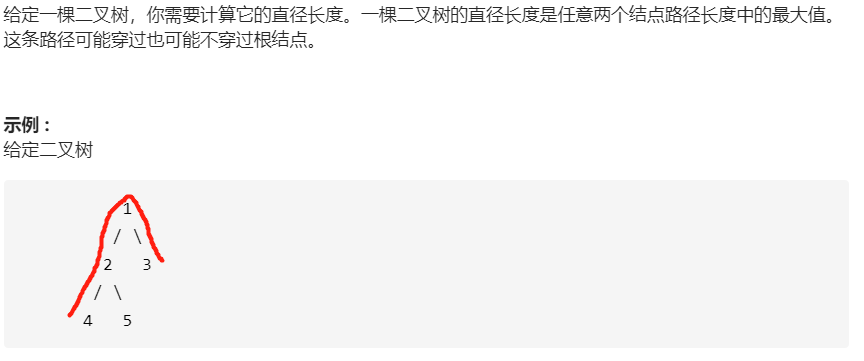 给定一棵二叉树，你需要计算它的直径长度。一棵二叉树的直径长度是任意两个结点路径长度中的最大值。
这条路径可能穿过也可能不穿过根结点。
示例：
给定二叉树
1
/ \
2 3
/ \
4 5